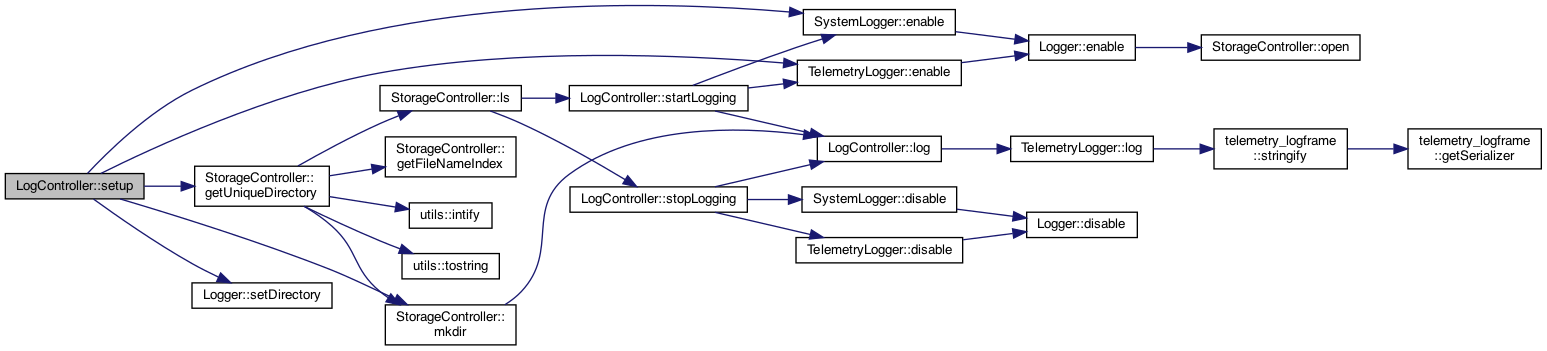 LogController::setup
SystemLogger::enable
TelemetryLogger::enable
Logger::enable
StorageController::open
StorageController::ls
LogController::startLogging
StorageController::
getFileNameIndex
LogController::log
TelemetryLogger::log
telemetry_logframe
::stringify
telemetry_logframe
::getSerializer
StorageController::
getUniqueDirectory
utils::intify
LogController::stopLogging
SystemLogger::disable
Logger::disable
TelemetryLogger::disable
utils::tostring
Logger::setDirectory
StorageController::
mkdir